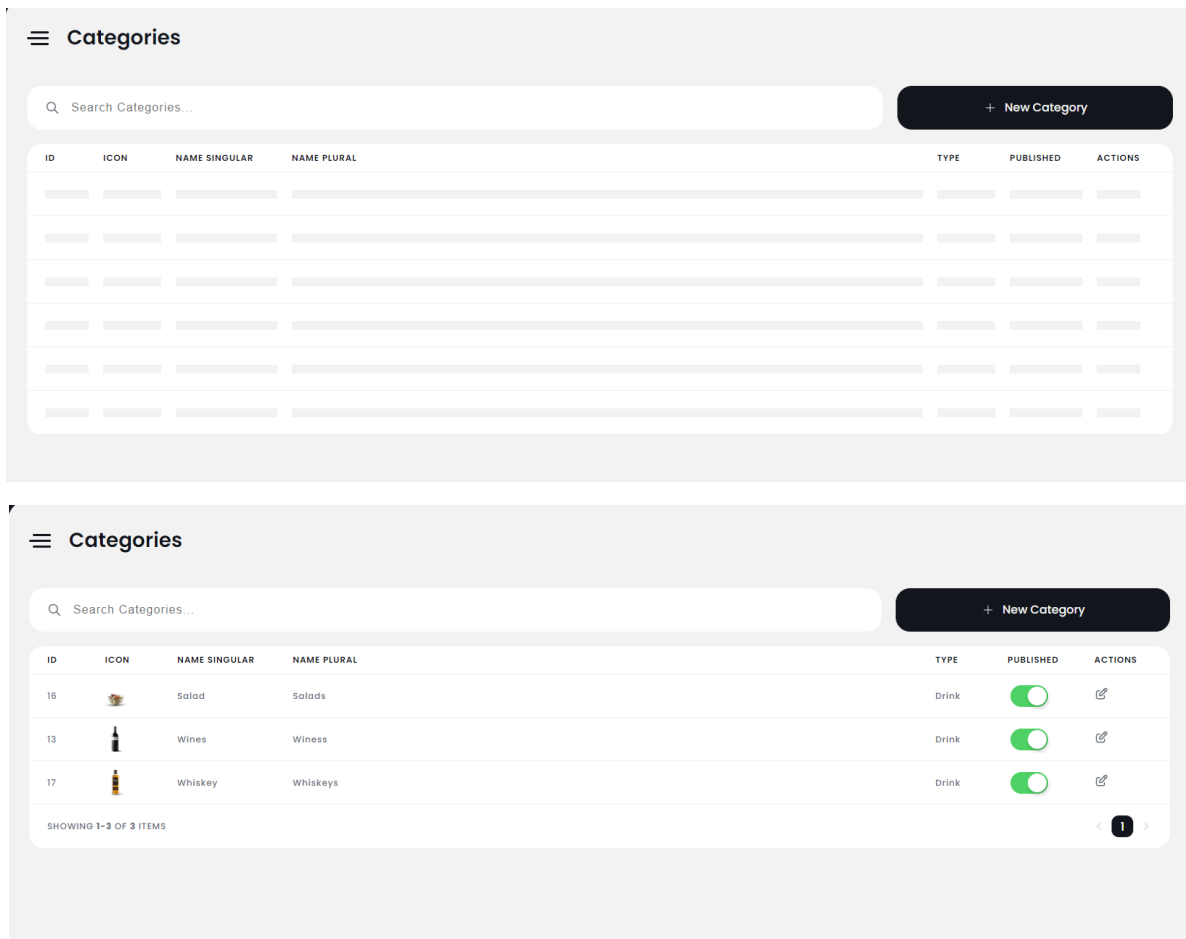 Categories
Search Categories...
+ New Category
ID ICON NAME SINGULAR NAME PLURAL TYPE PUBLISHED ACTIONS
Categories
Search Categories...
+ New Category
ID ICON NAME SINGULAR NAME PLURAL TYPE PUBLISHED ACTIONS
16 Salad Salads Drink
13 Wines Winess Drink
17 Whiskey Whiskeys Drink
SHOWING 1-3 OF 3 ITEMS < 1 >